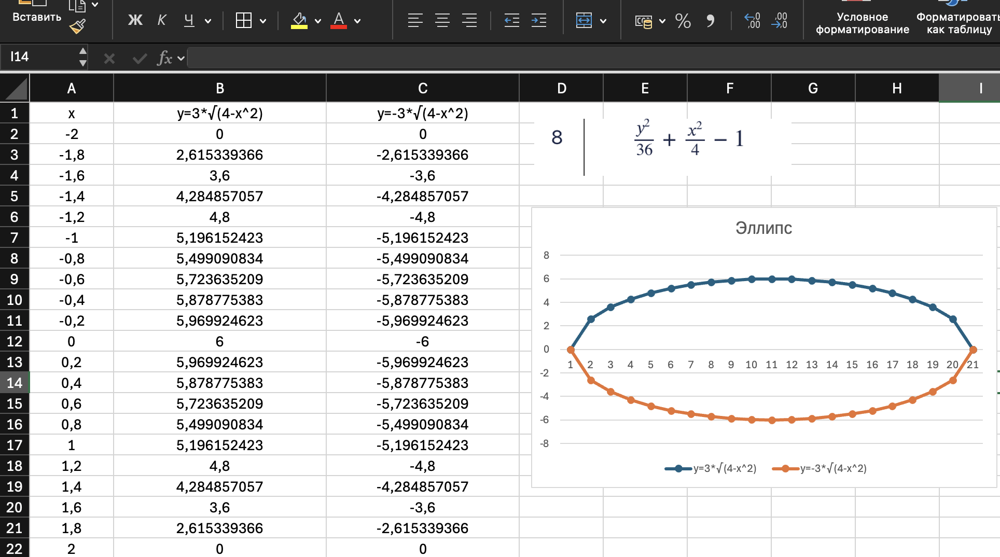 Вставить
Ж К Ч А % ,00 ,00
Условное форматирование
Форматировать как таблицу
I14 fx
A B C D E F G H I
1 x y=3*√(4-x^2) y=-3*√(4-x^2)
2 -2 0 0
3 -1,8 2,615339366 -2,615339366
4 -1,6 3,6 -3,6
5 -1,4 4,284857057 -4,284857057
6 -1,2 4,8 -4,8
7 -1 5,196152423 -5,196152423
8 -0,8 5,499090834 -5,499090834
9 -0,6 5,723635209 -5,723635209
10 -0,4 5,878775383 -5,878775383
11 -0,2 5,969924623 -5,969924623
12 0 6 -6
13 0,2 5,969924623 -5,969924623
14 0,4 5,878775383 -5,878775383
15 0,6 5,723635209 -5,723635209
16 0,8 5,499090834 -5,499090834
17 1 5,196152423 -5,196152423
18 1,2 4,8 -4,8
19 1,4 4,284857057 -4,284857057
20 1,6 3,6 -3,6
21 1,8 2,615339366 -2,615339366
22 2 0 0
8 y²/36 + x²/4 − 1
Эллипс
8
6
4
2
0
1 2 3 4 5 6 7 8 9 10 11 12 13 14 15 16 17 18 19 20 21
-2
-4
-6
-8
y=3*√(4-x^2) y=-3*√(4-x^2)